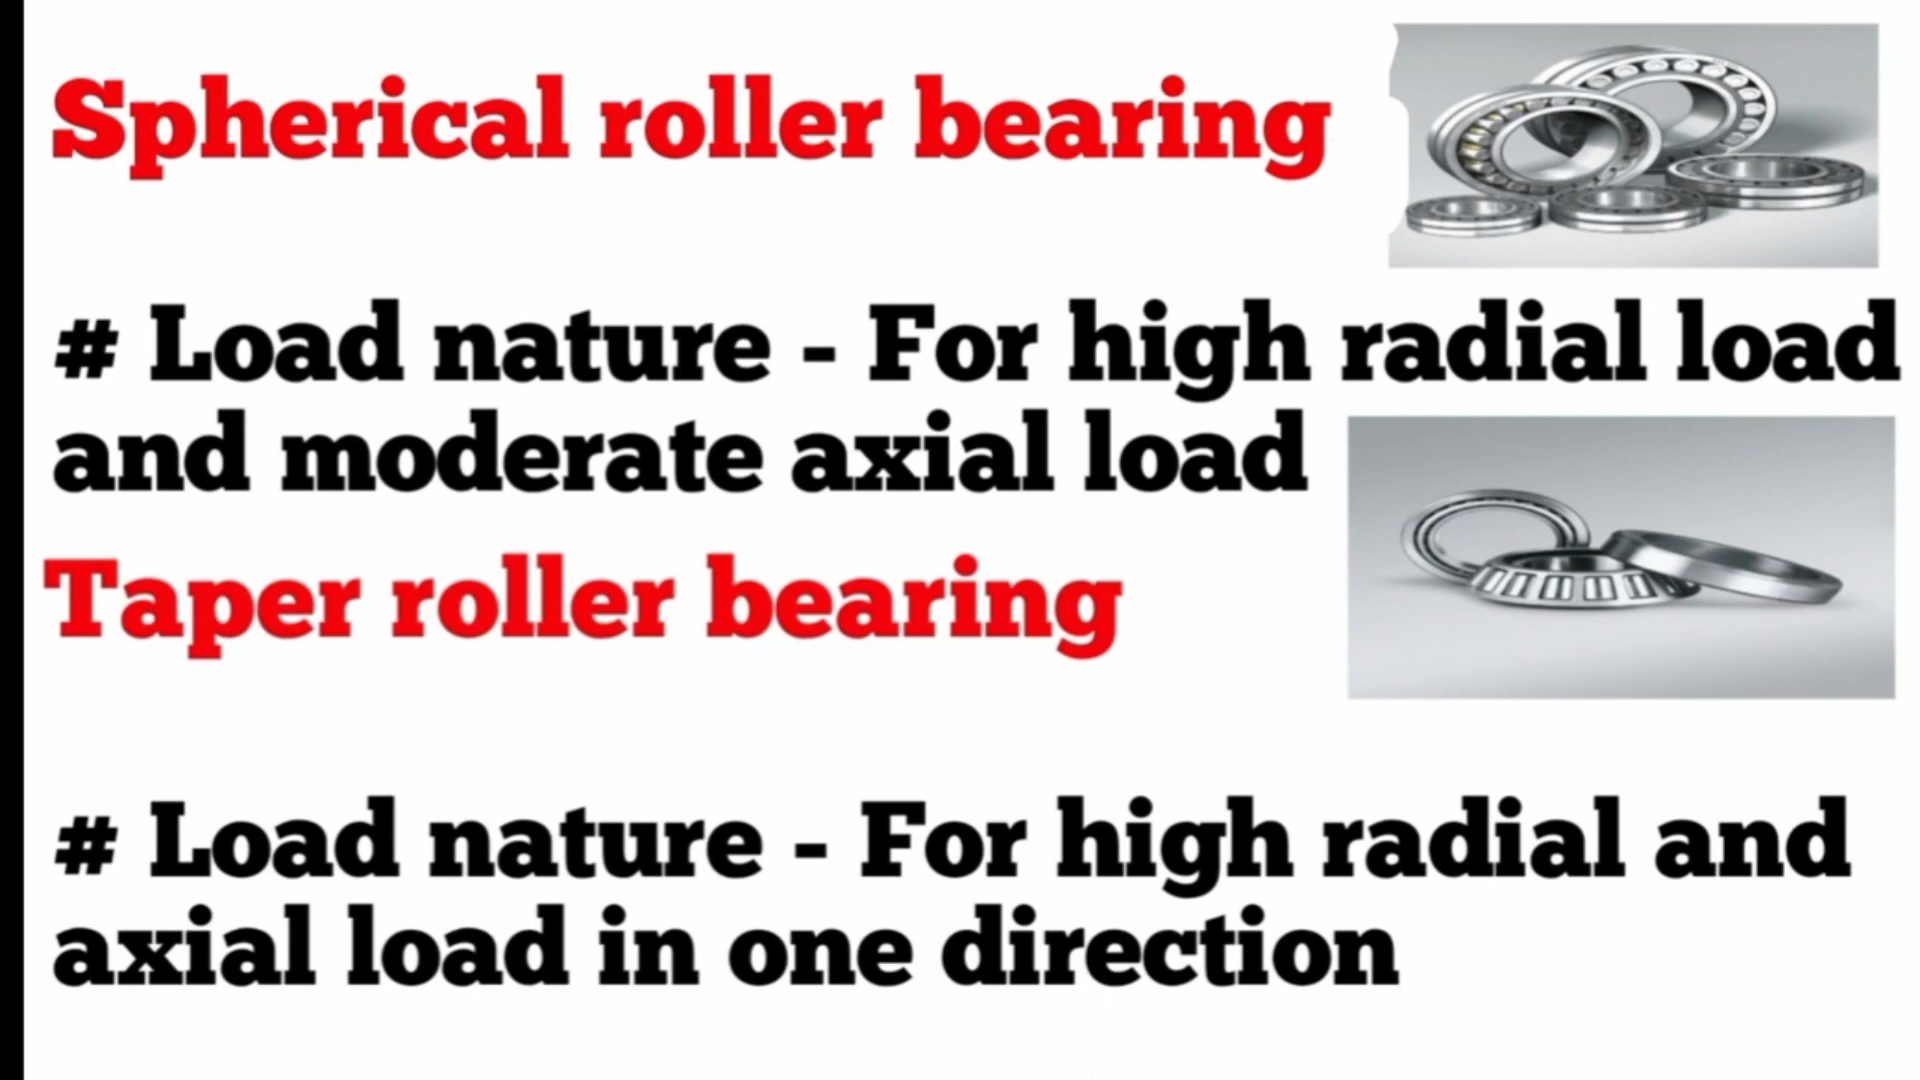 Spherical roller bearing
# Load nature - For high radial load
and moderate axial load
Taper roller bearing
# Load nature - For high radial and
axial load in one direction